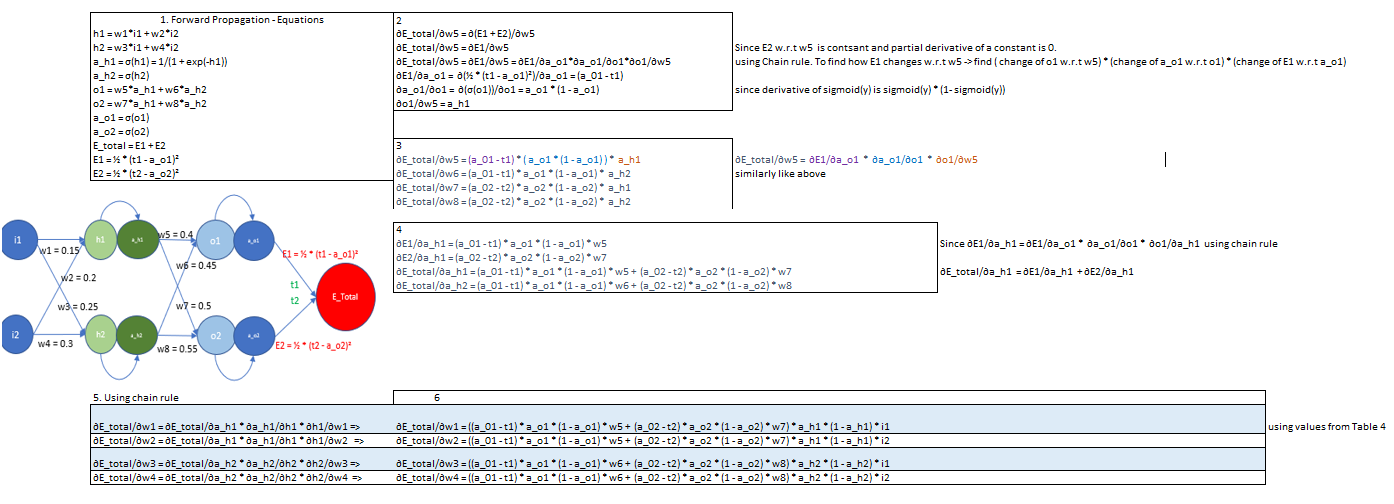 1. Forward Propagation - Equations
h1 = w1*i1 + w2*i2
h2 = w3*i1 + w4*i2
a_h1 = σ(h1) = 1/(1 + exp(-h1))
a_h2 = σ(h2)
o1 = w5*a_h1 + w6*a_h2
o2 = w7*a_h1 + w8*a_h2
a_o1 = σ(o1)
a_o2 = σ(o2)
E_total = E1 + E2
E1 = ½ * (t1 - a_o1)²
E2 = ½ * (t2 - a_o2)²
2
∂E_total/∂w5 = ∂(E1 + E2)/∂w5
∂E_total/∂w5 = ∂E1/∂w5
Since E2 w.r.t w5 is contsant and partial derivative of a constant is 0.
∂E_total/∂w5 = ∂E1/∂w5 = ∂E1/∂a_o1*∂a_o1/∂o1*∂o1/∂w5
using Chain rule. To find how E1 changes w.r.t w5 -> find ( change of o1 w.r.t w5) * (change of a_o1 w.r.t o1) * (change of E1 w.r.t a_o1)
∂E1/∂a_o1 = ∂(½ * (t1 - a_o1)²)/∂a_o1 = (a_01 - t1)
∂a_o1/∂o1 = ∂(σ(o1))/∂o1 = a_o1 * (1 - a_o1)
since derivative of sigmoid(y) is sigmoid(y) * (1- sigmoid(y))
∂o1/∂w5 = a_h1
3
∂E_total/∂w5 = (a_01 - t1) * ( a_o1 * (1 - a_o1) ) * a_h1
∂E_total/∂w5 = ∂E1/∂a_o1 * ∂a_o1/∂o1 * ∂o1/∂w5
∂E_total/∂w6 = (a_01 - t1) * a_o1 * (1 - a_o1) * a_h2
similarly like above
∂E_total/∂w7 = (a_02 - t2) * a_o2 * (1 - a_o2) * a_h1
∂E_total/∂w8 = (a_02 - t2) * a_o2 * (1 - a_o2) * a_h2
4
∂E1/∂a_h1 = (a_01 - t1) * a_o1 * (1 - a_o1) * w5
Since ∂E1/∂a_h1 = ∂E1/∂a_o1 * ∂a_o1/∂o1 * ∂o1/∂a_h1 using chain rule
∂E2/∂a_h1 = (a_02 - t2) * a_o2 * (1 - a_o2) * w7
∂E_total/∂a_h1 = (a_01 - t1) * a_o1 * (1 - a_o1) * w5 + (a_02 - t2) * a_o2 * (1 - a_o2) * w7
∂E_total/∂a_h1 = ∂E1/∂a_h1 + ∂E2/∂a_h1
∂E_total/∂a_h2 = (a_01 - t1) * a_o1 * (1 - a_o1) * w6 + (a_02 - t2) * a_o2 * (1 - a_o2) * w8
i1
h1
a_h1
w5 = 0.4
o1
a_o1
w1 = 0.15
E1 = ½ * (t1 - a_o1)²
w6 = 0.45
w2 = 0.2
t1
E_Total
w3 = 0.25
w7 = 0.5
t2
i2
h2
a_h2
o2
a_o2
w4 = 0.3
w8 = 0.55
E2 = ½ * (t2 - a_o2)²
5. Using chain rule
6
∂E_total/∂w1 = ∂E_total/∂a_h1 * ∂a_h1/∂h1 * ∂h1/∂w1 =>
∂E_total/∂w1 = ((a_01 - t1) * a_o1 * (1 - a_o1) * w5 + (a_02 - t2) * a_o2 * (1 - a_o2) * w7) * a_h1 * (1 - a_h1) * i1
using values from Table 4
∂E_total/∂w2 = ∂E_total/∂a_h1 * ∂a_h1/∂h1 * ∂h1/∂w2 =>
∂E_total/∂w2 = ((a_01 - t1) * a_o1 * (1 - a_o1) * w5 + (a_02 - t2) * a_o2 * (1 - a_o2) * w7) * a_h1 * (1 - a_h1) * i2
∂E_total/∂w3 = ∂E_total/∂a_h2 * ∂a_h2/∂h2 * ∂h2/∂w3 =>
∂E_total/∂w3 = ((a_01 - t1) * a_o1 * (1 - a_o1) * w6 + (a_02 - t2) * a_o2 * (1 - a_o2) * w8) * a_h2 * (1 - a_h2) * i1
∂E_total/∂w4 = ∂E_total/∂a_h2 * ∂a_h2/∂h2 * ∂h2/∂w4 =>
∂E_total/∂w4 = ((a_01 - t1) * a_o1 * (1 - a_o1) * w6 + (a_02 - t2) * a_o2 * (1 - a_o2) * w8) * a_h2 * (1 - a_h2) * i2